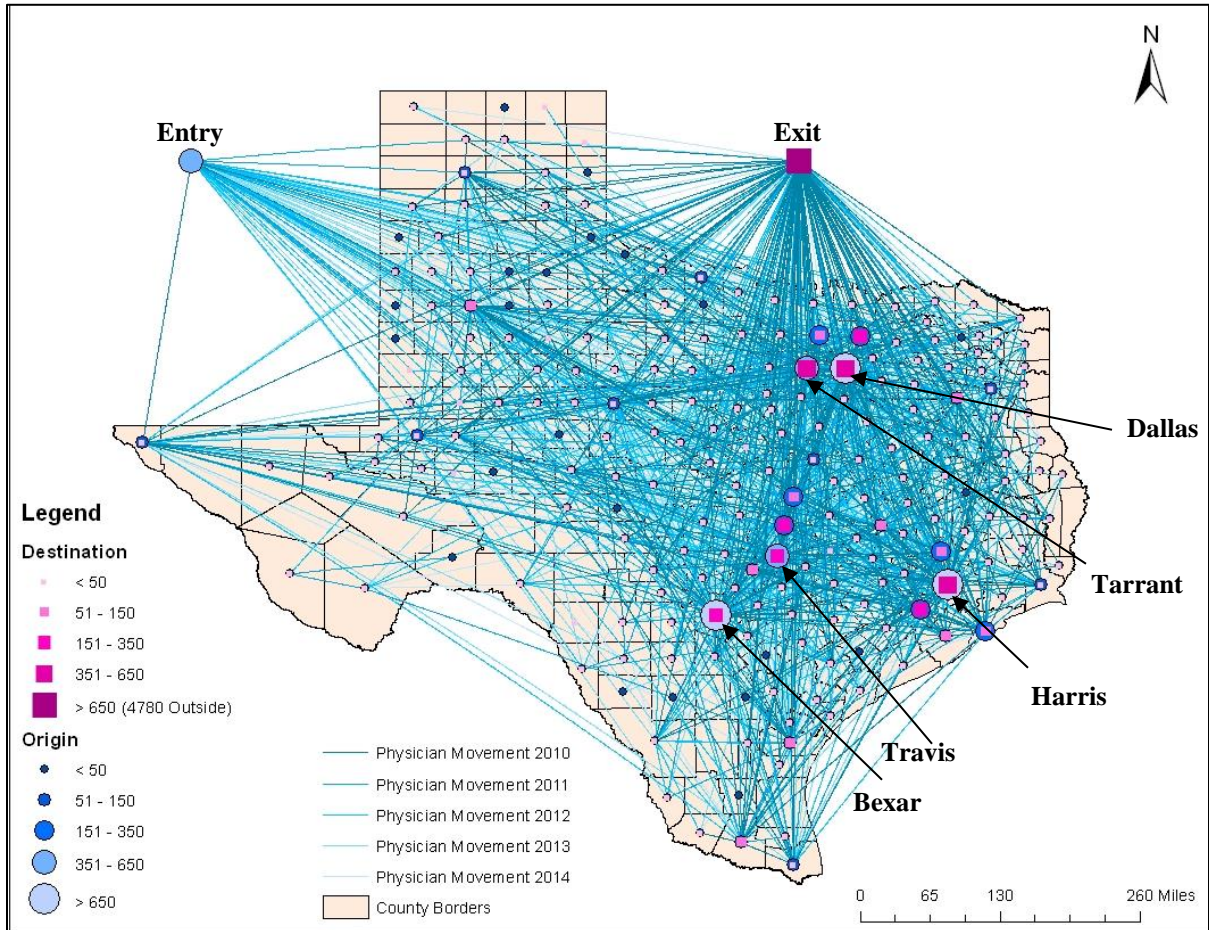 N
Entry
Exit
Dallas
Tarrant
Harris
Travis
Bexar
Legend
Destination
< 50
51 - 150
151 - 350
351 - 650
> 650 (4780 Outside)
Origin
< 50
51 - 150
151 - 350
351 - 650
> 650
Physician Movement 2010
Physician Movement 2011
Physician Movement 2012
Physician Movement 2013
Physician Movement 2014
County Borders
0 65 130 260 Miles